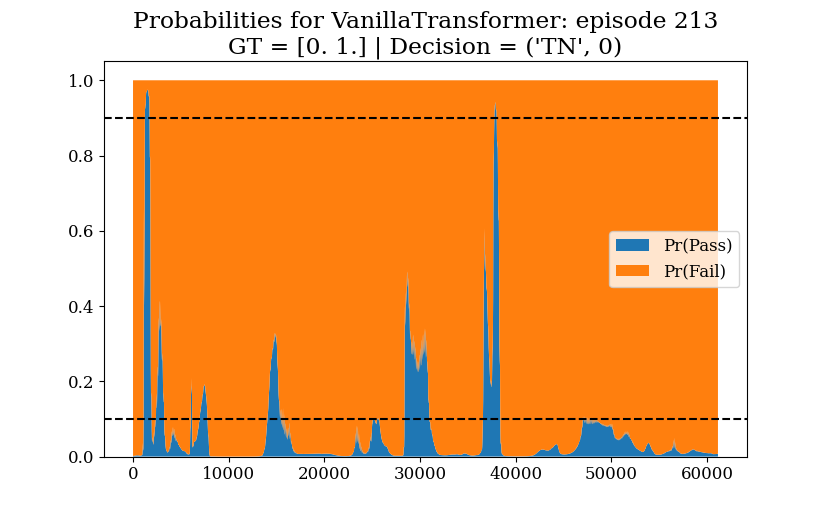 Probabilities for VanillaTransformer: episode 213
GT = [0. 1.] | Decision = ('TN', 0)
1.0
0.8
0.6
0.4
0.2
0.0
Pr(Pass)
Pr(Fail)
0 10000 20000 30000 40000 50000 60000